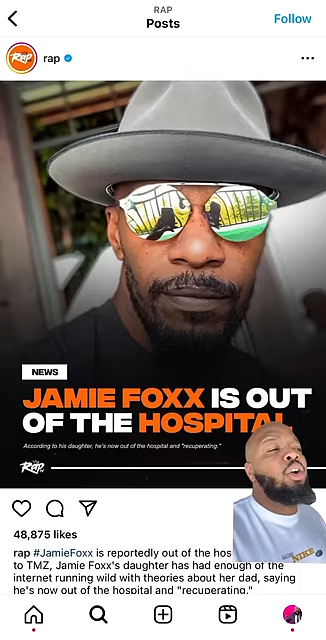 RAP
Posts
Follow
RAP
rap
NEWS
JAMIE FOXX IS OUT
OF THE HOSPITAL
According to his daughter, he's now out of the hospital and "recuperating."
RAP
NIKE
48,875 likes
rap #JamieFoxx is reportedly out of the hos
to TMZ, Jamie Foxx's daughter has had enough of the
internet running wild with theories about her dad, saying
he's now out of the hospital and "recuperating."